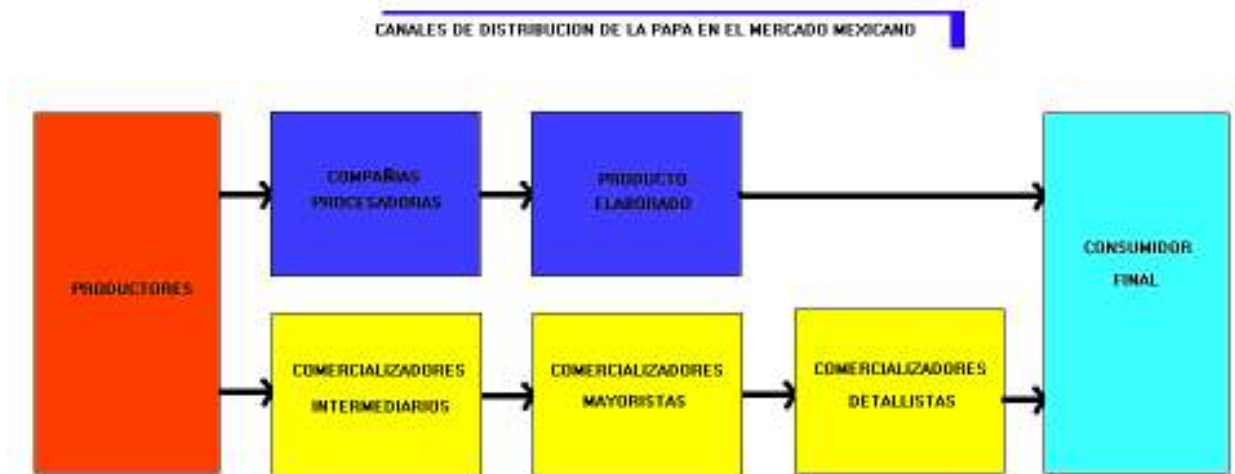 CANALES DE DISTRIBUCION DE LA PAPA EN EL MERCADO MEXICANO
PRODUCTORES
COMPAÑIAS
PROCESADORAS
PRODUCTO
ELABORADO
COMERCIALIZADORES
INTERMEDIARIOS
COMERCIALIZADORES
MAYORISTAS
COMERCIALIZADORES
DETALLISTAS
CONSUMIDOR
FINAL